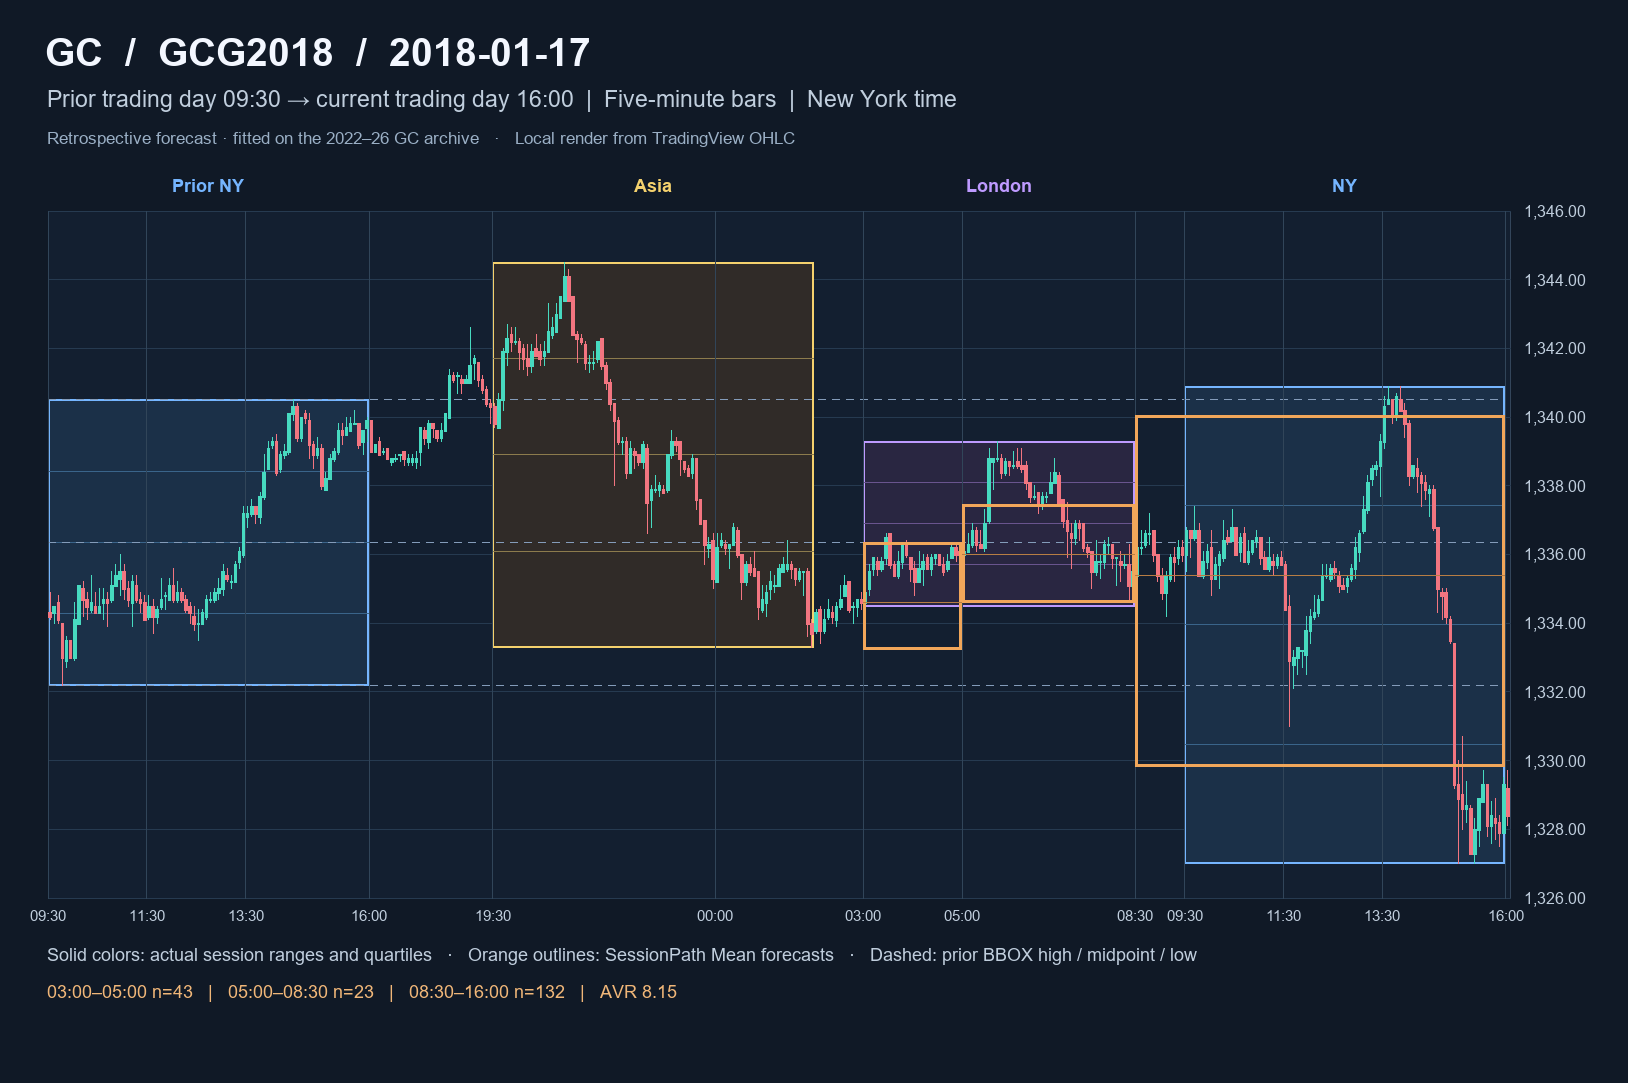 GC / GCG2018 / 2018-01-17
Prior trading day 09:30 → current trading day 16:00 | Five-minute bars | New York time
Retrospective forecast · fitted on the 2022–26 GC archive · Local render from TradingView OHLC
Prior NY Asia London NY
1,346.00
1,344.00
1,342.00
1,340.00
1,338.00
1,336.00
1,334.00
1,332.00
1,330.00
1,328.00
1,326.00
09:30 11:30 13:30 16:00 19:30 00:00 03:00 05:00 08:30 09:30 11:30 13:30 16:00
Solid colors: actual session ranges and quartiles · Orange outlines: SessionPath Mean forecasts · Dashed: prior BBOX high / midpoint / low
03:00–05:00 n=43 | 05:00–08:30 n=23 | 08:30–16:00 n=132 | AVR 8.15